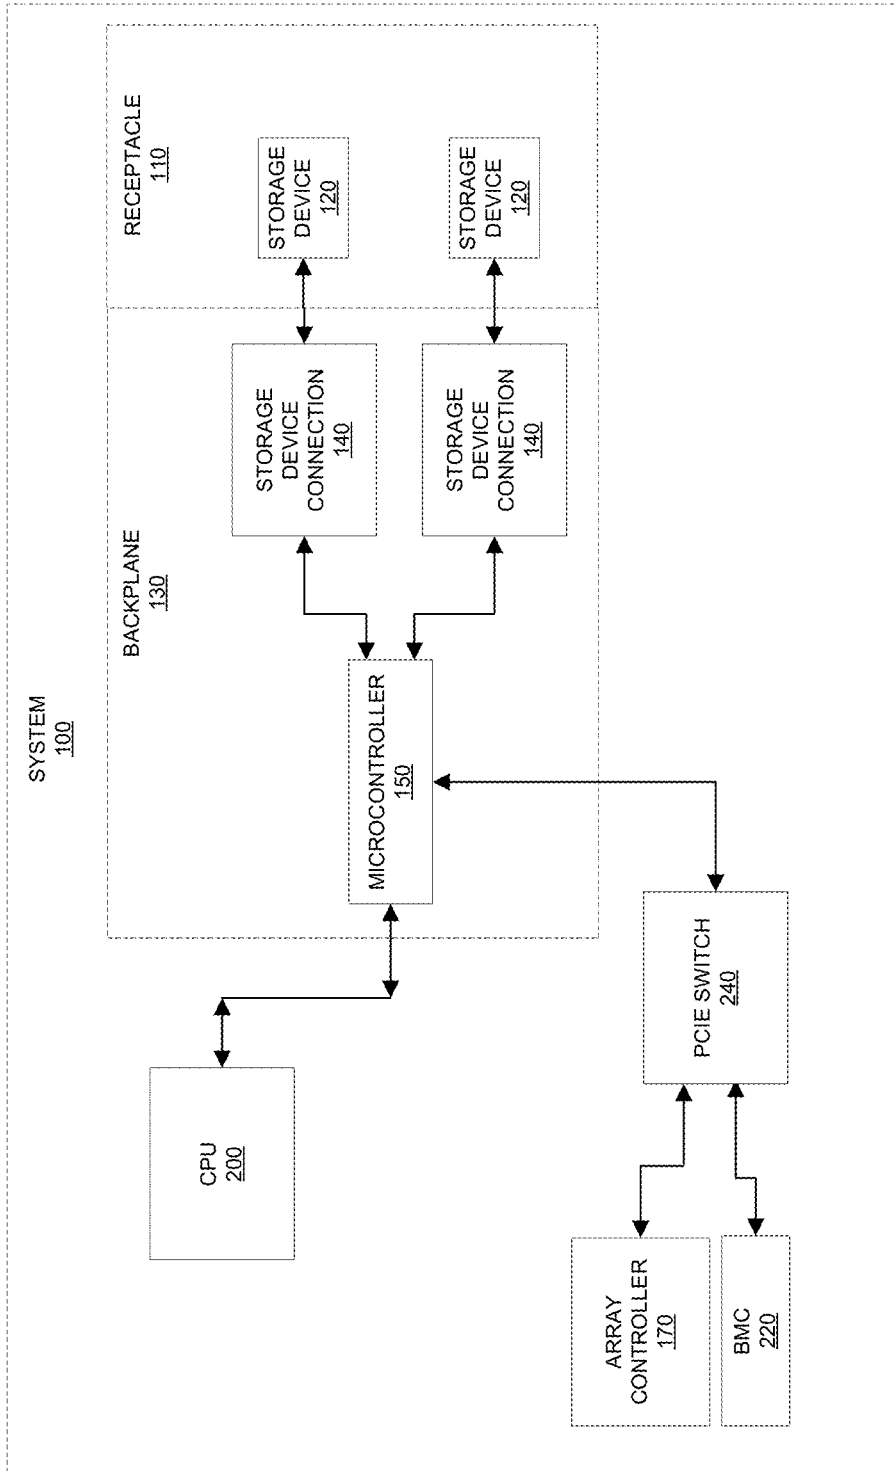 SYSTEM
100
BACKPLANE
130
RECEPTACLE
110
CPU
200
STORAGE
DEVICE
CONNECTION
140
STORAGE
DEVICE
120
MICROCONTROLLER
150
STORAGE
DEVICE
CONNECTION
140
STORAGE
DEVICE
120
ARRAY
CONTROLLER
170
PCIE SWITCH
240
BMC
220